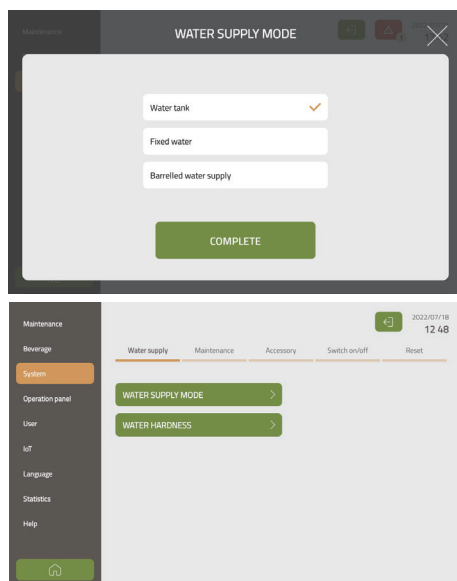 Maintenance
WATER SUPPLY MODE
Water tank
Fixed water
Barrelled water supply
COMPLETE
Maintenance
2022/07/18
12 48
Beverage
Water supply
Maintenance
Accessory
Switch on/off
Reset
System
Operation panel
WATER SUPPLY MODE
User
WATER HARDNESS
IoT
Language
Statistics
Help